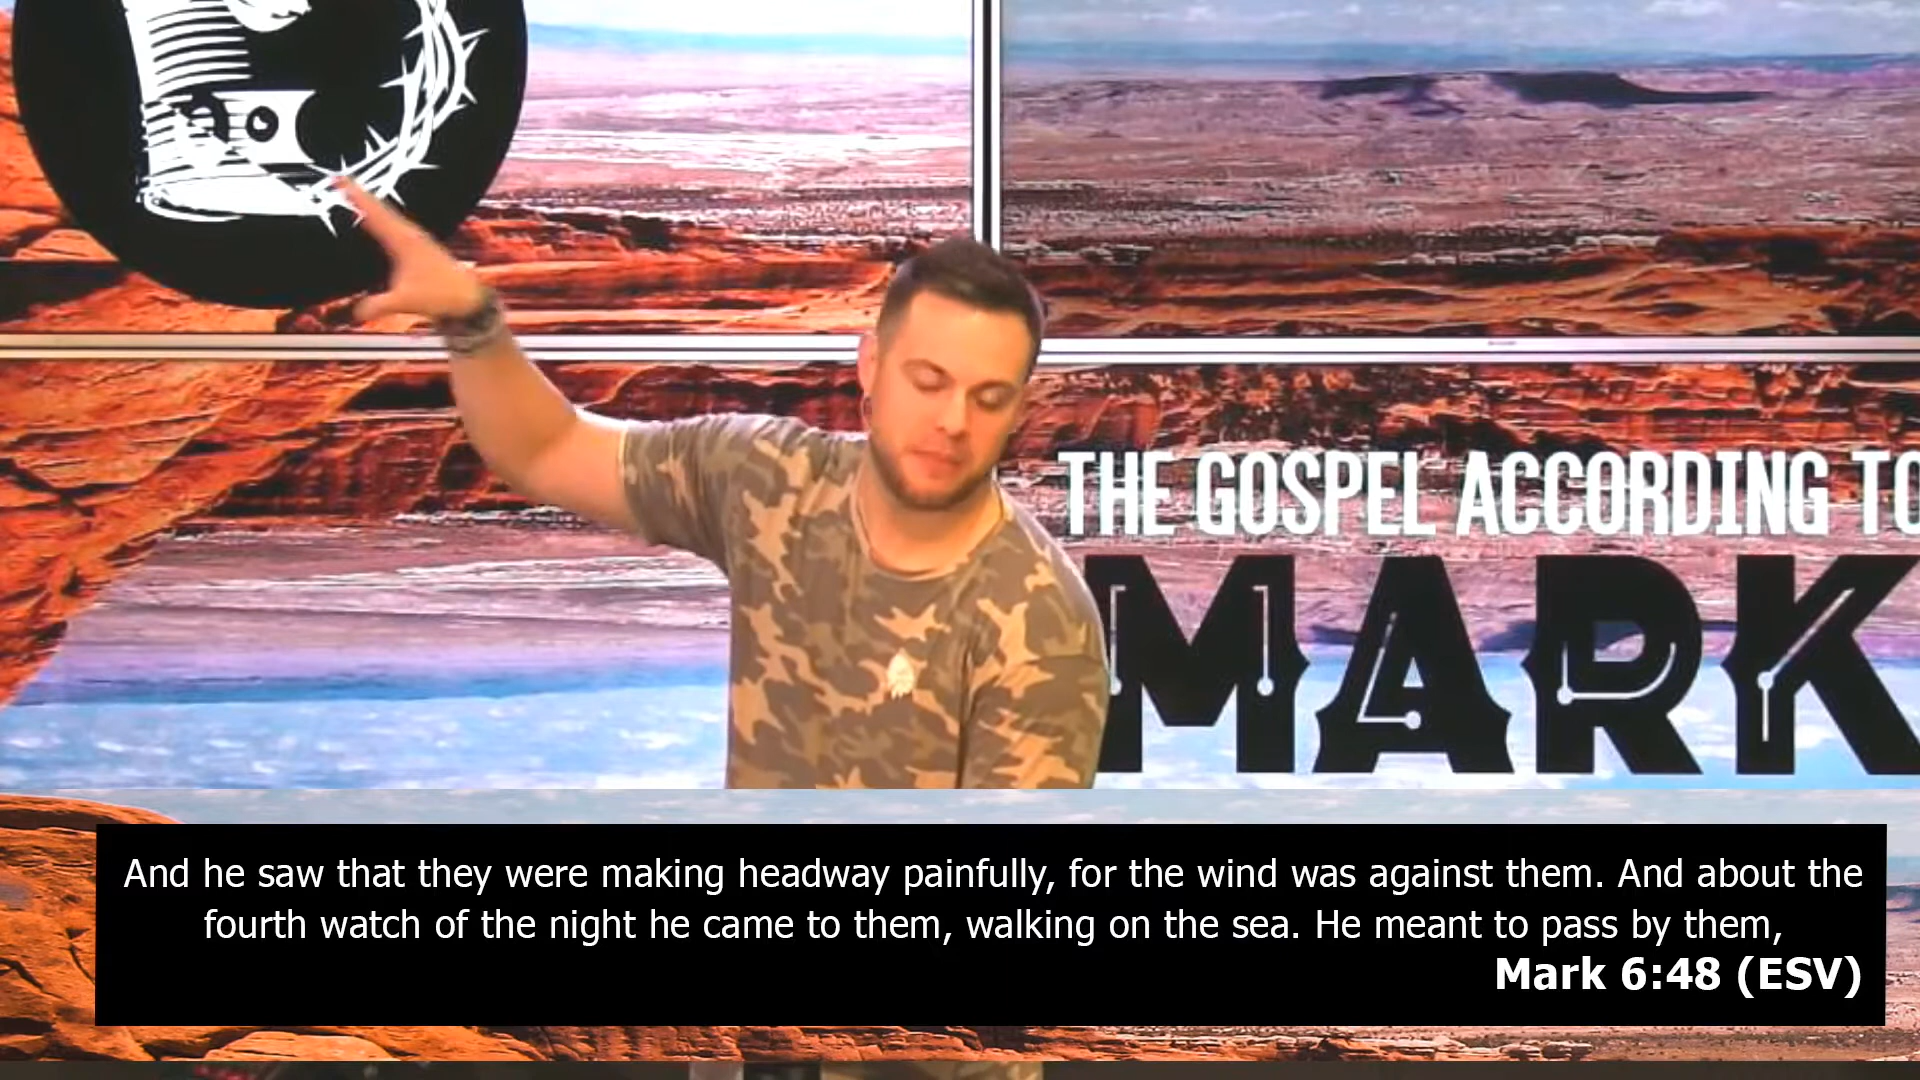 THE GOSPEL ACCORDING TO
MARK
And he saw that they were making headway painfully, for the wind was against them. And about the
fourth watch of the night he came to them, walking on the sea. He meant to pass by them,
Mark 6:48 (ESV)